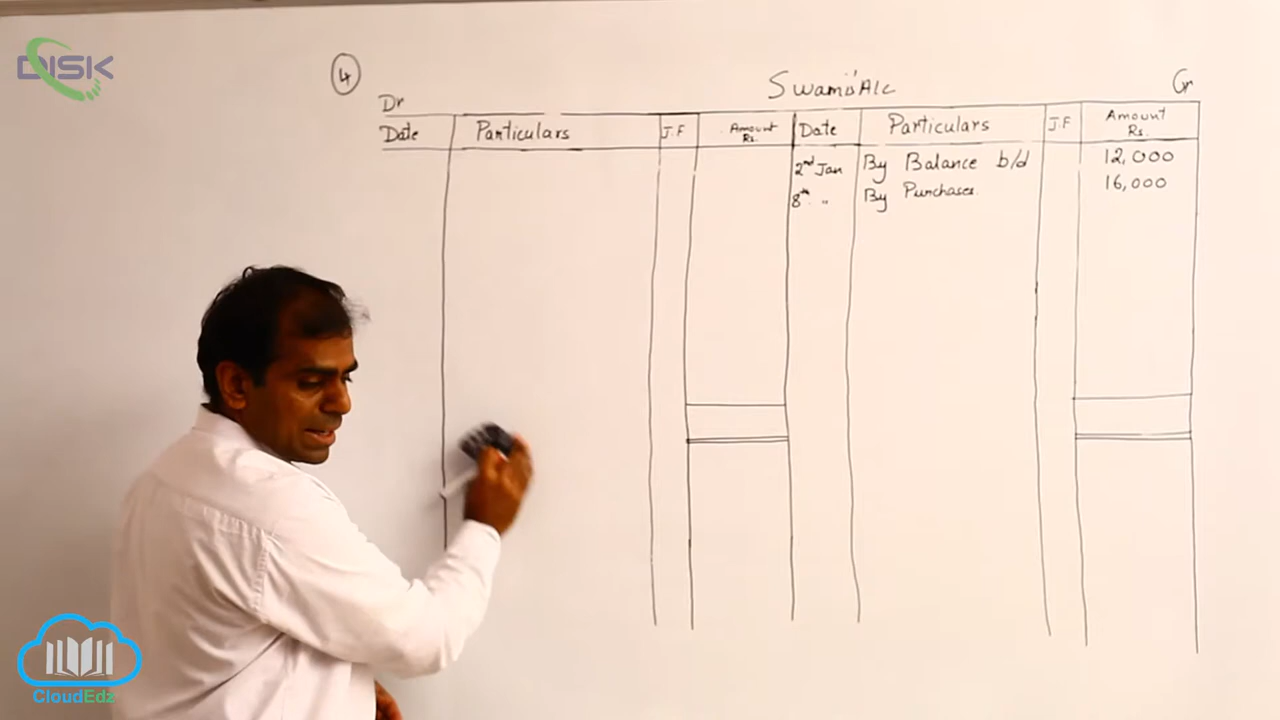 DISK
4
Swami A/c
Dr
Cr
Date Particulars J.F Amount Rs. Date Particulars J.F Amount Rs.
2nd Jan By Balance b/d 12,000
8th " By Purchases. 16,000
CloudEdz